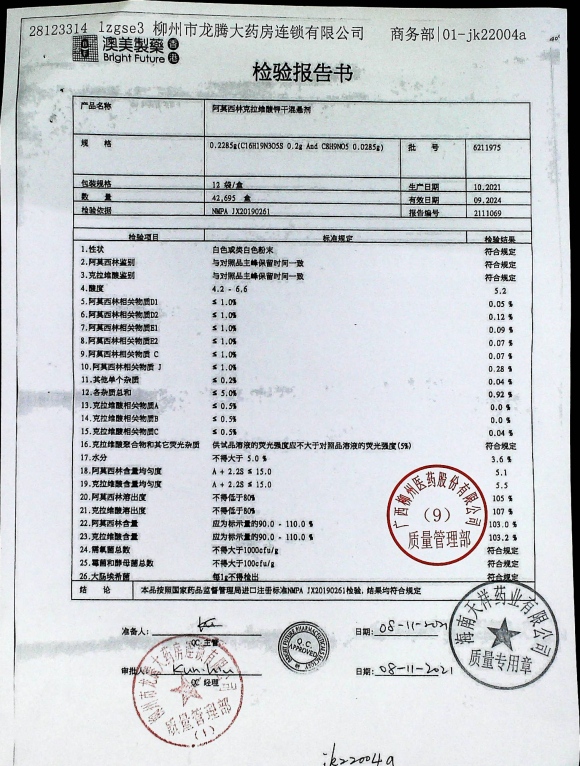 28123314 lzgse3 柳州市龙腾大药房连锁有限公司 商务部|01-jk22004a
澳美製藥 香港
Bright Future
检验报告书
产品名称 阿莫西林克拉维酸钾干混悬剂
规 格 0.2285g(C16H19N3O5S 0.2g And C8H9NO5 0.0285g) 批 号 6211975
包装规格 12 袋/盒 生产日期 10.2021
数 量 42,695 盒 有效日期 09.2024
检验依据 NMPA JX20190261 报告编号 2111069
检验项目 标准规定 检验结果
1.性状 白色或类白色粉末 符合规定
2.阿莫西林鉴别 与对照品主峰保留时间一致 符合规定
3.克拉维酸鉴别 与对照品主峰保留时间一致 符合规定
4.酸度 4.2 - 6.6 5.2
5.阿莫西林相关物质D1 ≤ 1.0% 0.05 %
6.阿莫西林相关物质D2 ≤ 1.0% 0.12 %
7.阿莫西林相关物质E1 ≤ 1.0% 0.09 %
8.阿莫西林相关物质E2 ≤ 1.0% 0.07 %
9.阿莫西林相关物质 C ≤ 1.0% 0.07 %
10.阿莫西林相关物质 J ≤ 1.0% 0.28 %
11.其他单个杂质 ≤ 0.2% 0.04 %
12.各杂质总和 ≤ 5.0% 0.92 %
13.克拉维酸相关物质A ≤ 0.5% 0.0 %
14.克拉维酸相关物质B ≤ 0.5% 0.0 %
15.克拉维酸相关物质C ≤ 0.5% 0.04 %
16.克拉维酸聚合物和其它荧光杂质 供试品溶液的荧光强度应不大于对照品溶液的荧光强度(5%) 符合规定
17.水分 不得大于 5.0 % 3.6 %
18.阿莫西林含量均匀度 A + 2.2S ≤ 15.0 5.1
19.克拉维酸含量均匀度 A + 2.2S ≤ 15.0 5.5
20.阿莫西林溶出度 不得低于80% 105 %
21.克拉维酸溶出度 不得低于80% 107 %
22.阿莫西林含量 应为标示量的90.0 - 110.0 % 103.0 %
23.克拉维酸含量 应为标示量的90.0 - 110.0 % 103.2 %
24.需氧菌总数 不得大于1000cfu/g 符合规定
25.霉菌和酵母菌总数 不得大于100cfu/g 符合规定
26.大肠埃希菌 每1g不得检出 符合规定
结 论 本品按照国家药品监督管理局进口注册标准NMPA JX20190261检验, 结果均符合规定
广西柳州医药股份有限公司
(9)
质量管理部
准备人:
QC 主管
日期: 08-11-2021
QC
APPROVED
审批人:
QC 经理
日期: 08-11-2021
柳州市龙腾大药房连锁有限公司
质量管理部
(1)
海南天祥药业有限公司
质量专用章
jk22004a